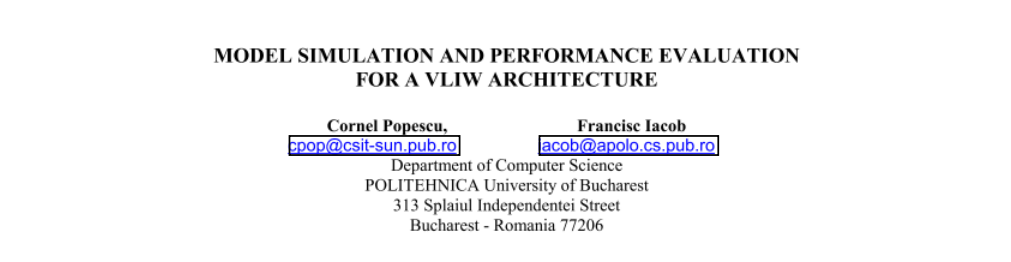 MODEL SIMULATION AND PERFORMANCE EVALUATION
FOR A VLIW ARCHITECTURE
Cornel Popescu, Francisc Iacob
cpop@csit-sun.pub.ro iacob@apolo.cs.pub.ro
Department of Computer Science
POLITEHNICA University of Bucharest
313 Splaiul Independentei Street
Bucharest - Romania 77206